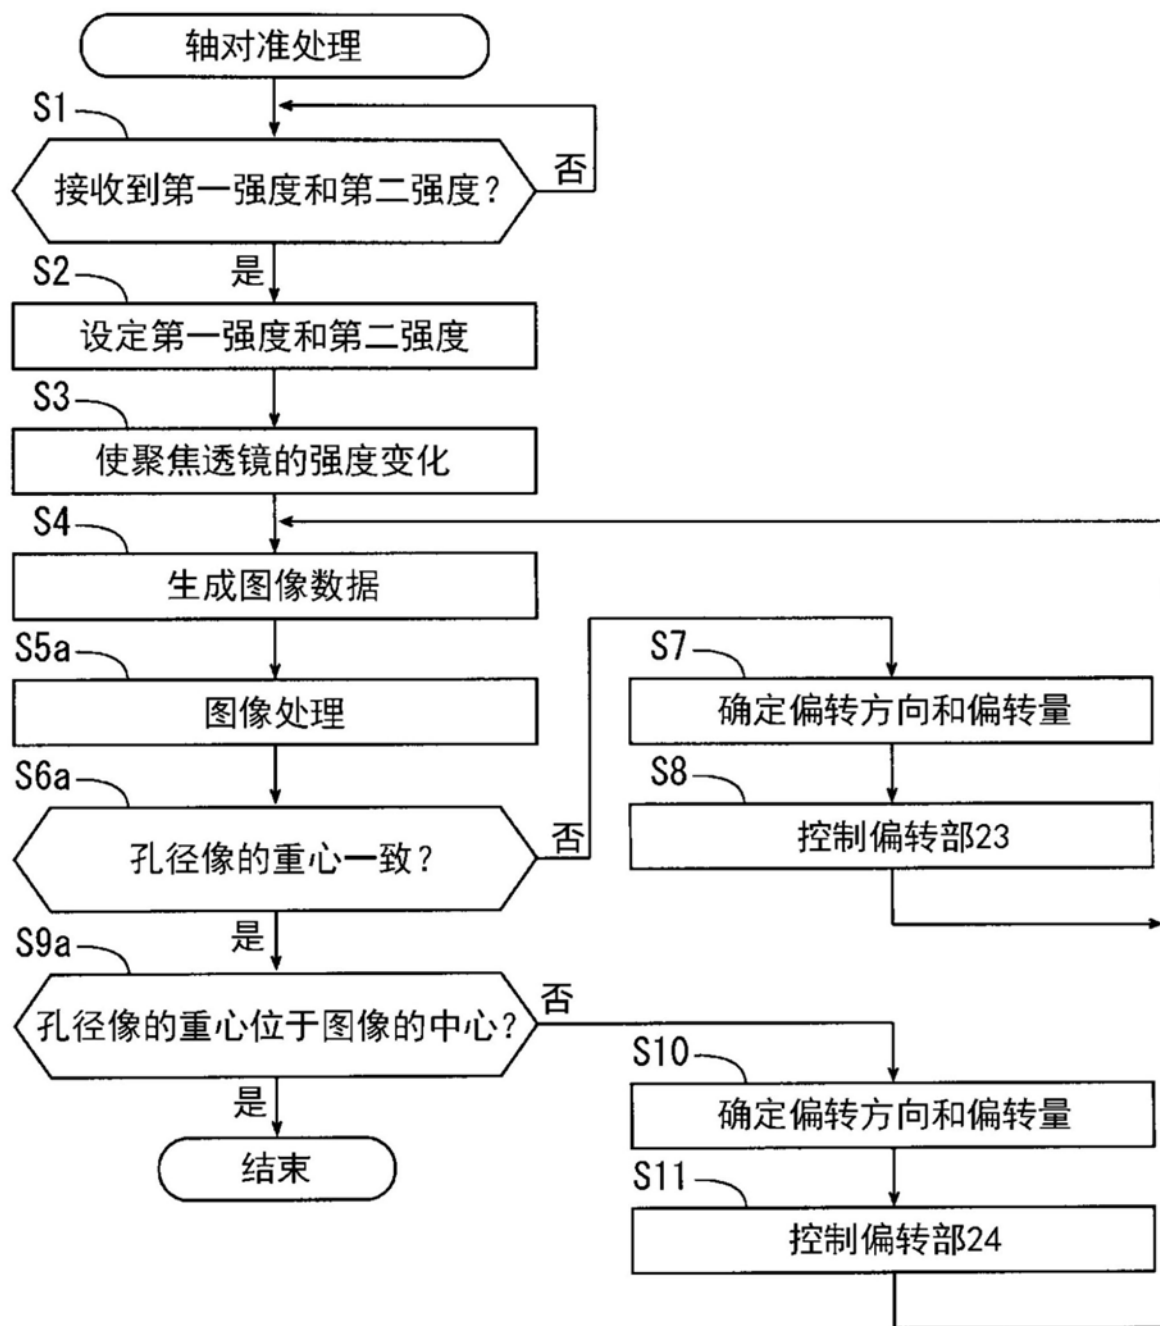 轴对准处理
S1
接收到第一强度和第二强度？
否
是
S2
设定第一强度和第二强度
S3
使聚焦透镜的强度变化
S4
生成图像数据
S5a
图像处理
S6a
孔径像的重心一致？
否
是
S7
确定偏转方向和偏转量
S8
控制偏转部23
S9a
孔径像的重心位于图像的中心？
否
是
结束
S10
确定偏转方向和偏转量
S11
控制偏转部24